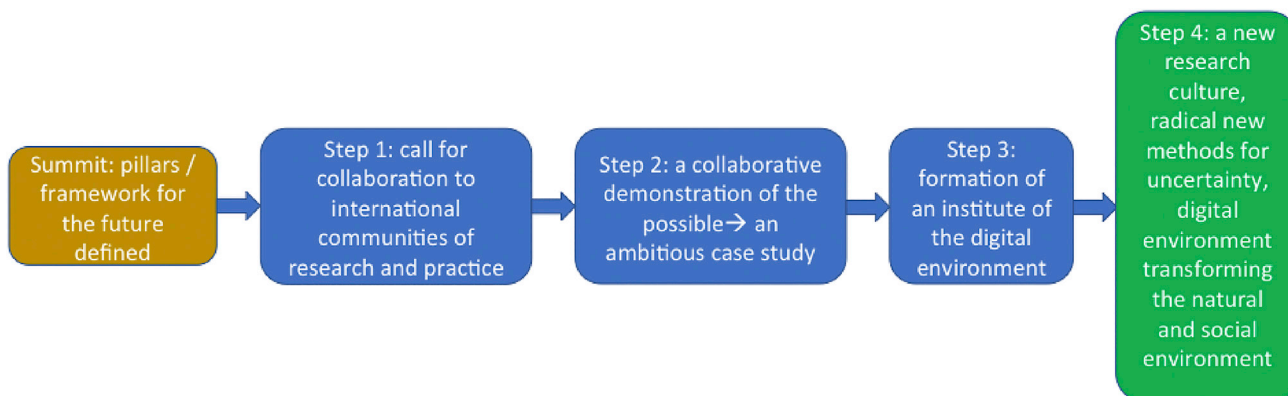 Summit: pillars /
framework for
the future
defined
Step 1: call for
collaboration to
international
communities of
research and practice
Step 2: a collaborative
demonstration of the
possible→ an
ambitious case study
Step 3:
formation of
an institute of
the digital
environment
Step 4: a new
research
culture,
radical new
methods for
uncertainty,
digital
environment
transforming
the natural
and social
environment